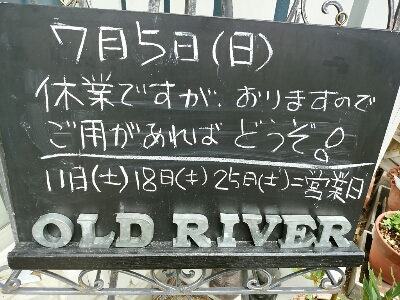 7月5日(日)
休業ですが、おりますので
ご用があれば どうぞ!
11日(土)18日(土)25日(土)=営業日
OLD RIVER